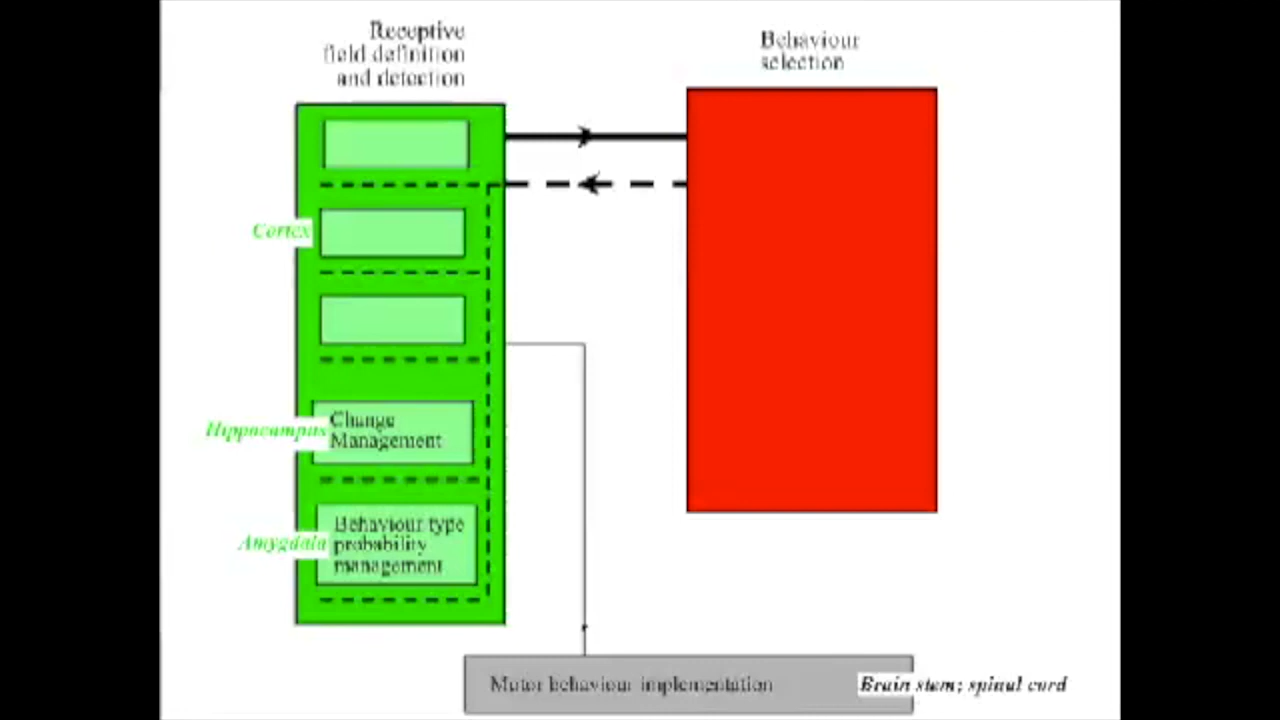 Receptive
field definition
and detection
Behaviour
selection
Cortex
Hippocampus
Change
Management
Amygdala
Behaviour type
probability
management
Motor behaviour implementation
Brain stem; spinal cord